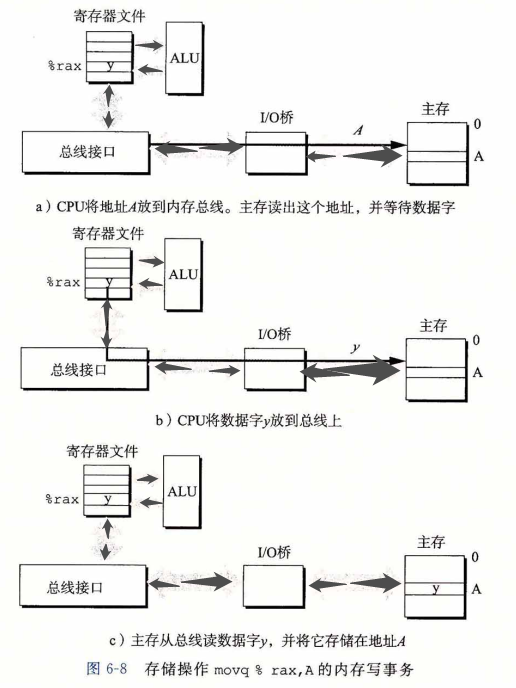 寄存器文件
%rax
y
ALU
I/O桥
A
主存
0
A
总线接口
a）CPU将地址A放到内存总线。主存读出这个地址，并等待数据字
寄存器文件
%rax
y
ALU
I/O桥
y
主存
0
A
总线接口
b）CPU将数据字y放到总线上
寄存器文件
%rax
y
ALU
I/O桥
主存
0
y
A
总线接口
c）主存从总线读数据字y，并将它存储在地址A
图 6-8 存储操作 movq % rax,A 的内存写事务